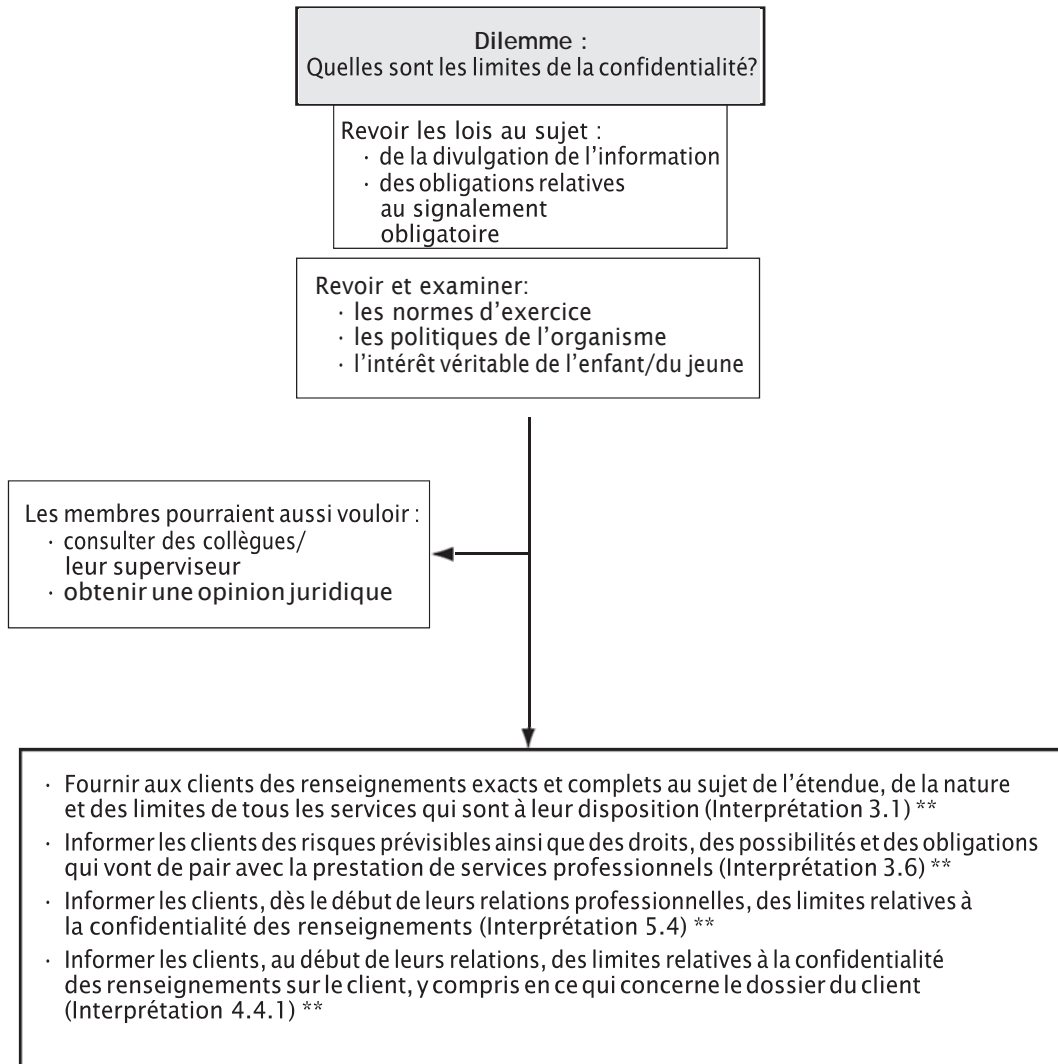 Dilemme :
Quelles sont les limites de la confidentialité?
Revoir les lois au sujet :
· de la divulgation de l'information
· des obligations relatives
au signalement
obligatoire
Revoir et examiner:
· les normes d'exercice
· les politiques de l'organisme
· l'intérêt véritable de l'enfant/du jeune
Les membres pourraient aussi vouloir :
· consulter des collègues/
leur superviseur
· obtenir une opinion juridique
· Fournir aux clients des renseignements exacts et complets au sujet de l'étendue, de la nature
et des limites de tous les services qui sont à leur disposition (Interprétation 3.1) **
· Informer les clients des risques prévisibles ainsi que des droits, des possibilités et des obligations
qui vont de pair avec la prestation de services professionnels (Interprétation 3.6) **
· Informer les clients, dès le début de leurs relations professionnelles, des limites relatives à
la confidentialité des renseignements (Interprétation 5.4) **
· Informer les clients, au début de leurs relations, des limites relatives à la confidentialité
des renseignements sur le client, y compris en ce qui concerne le dossier du client
(Interprétation 4.4.1) **